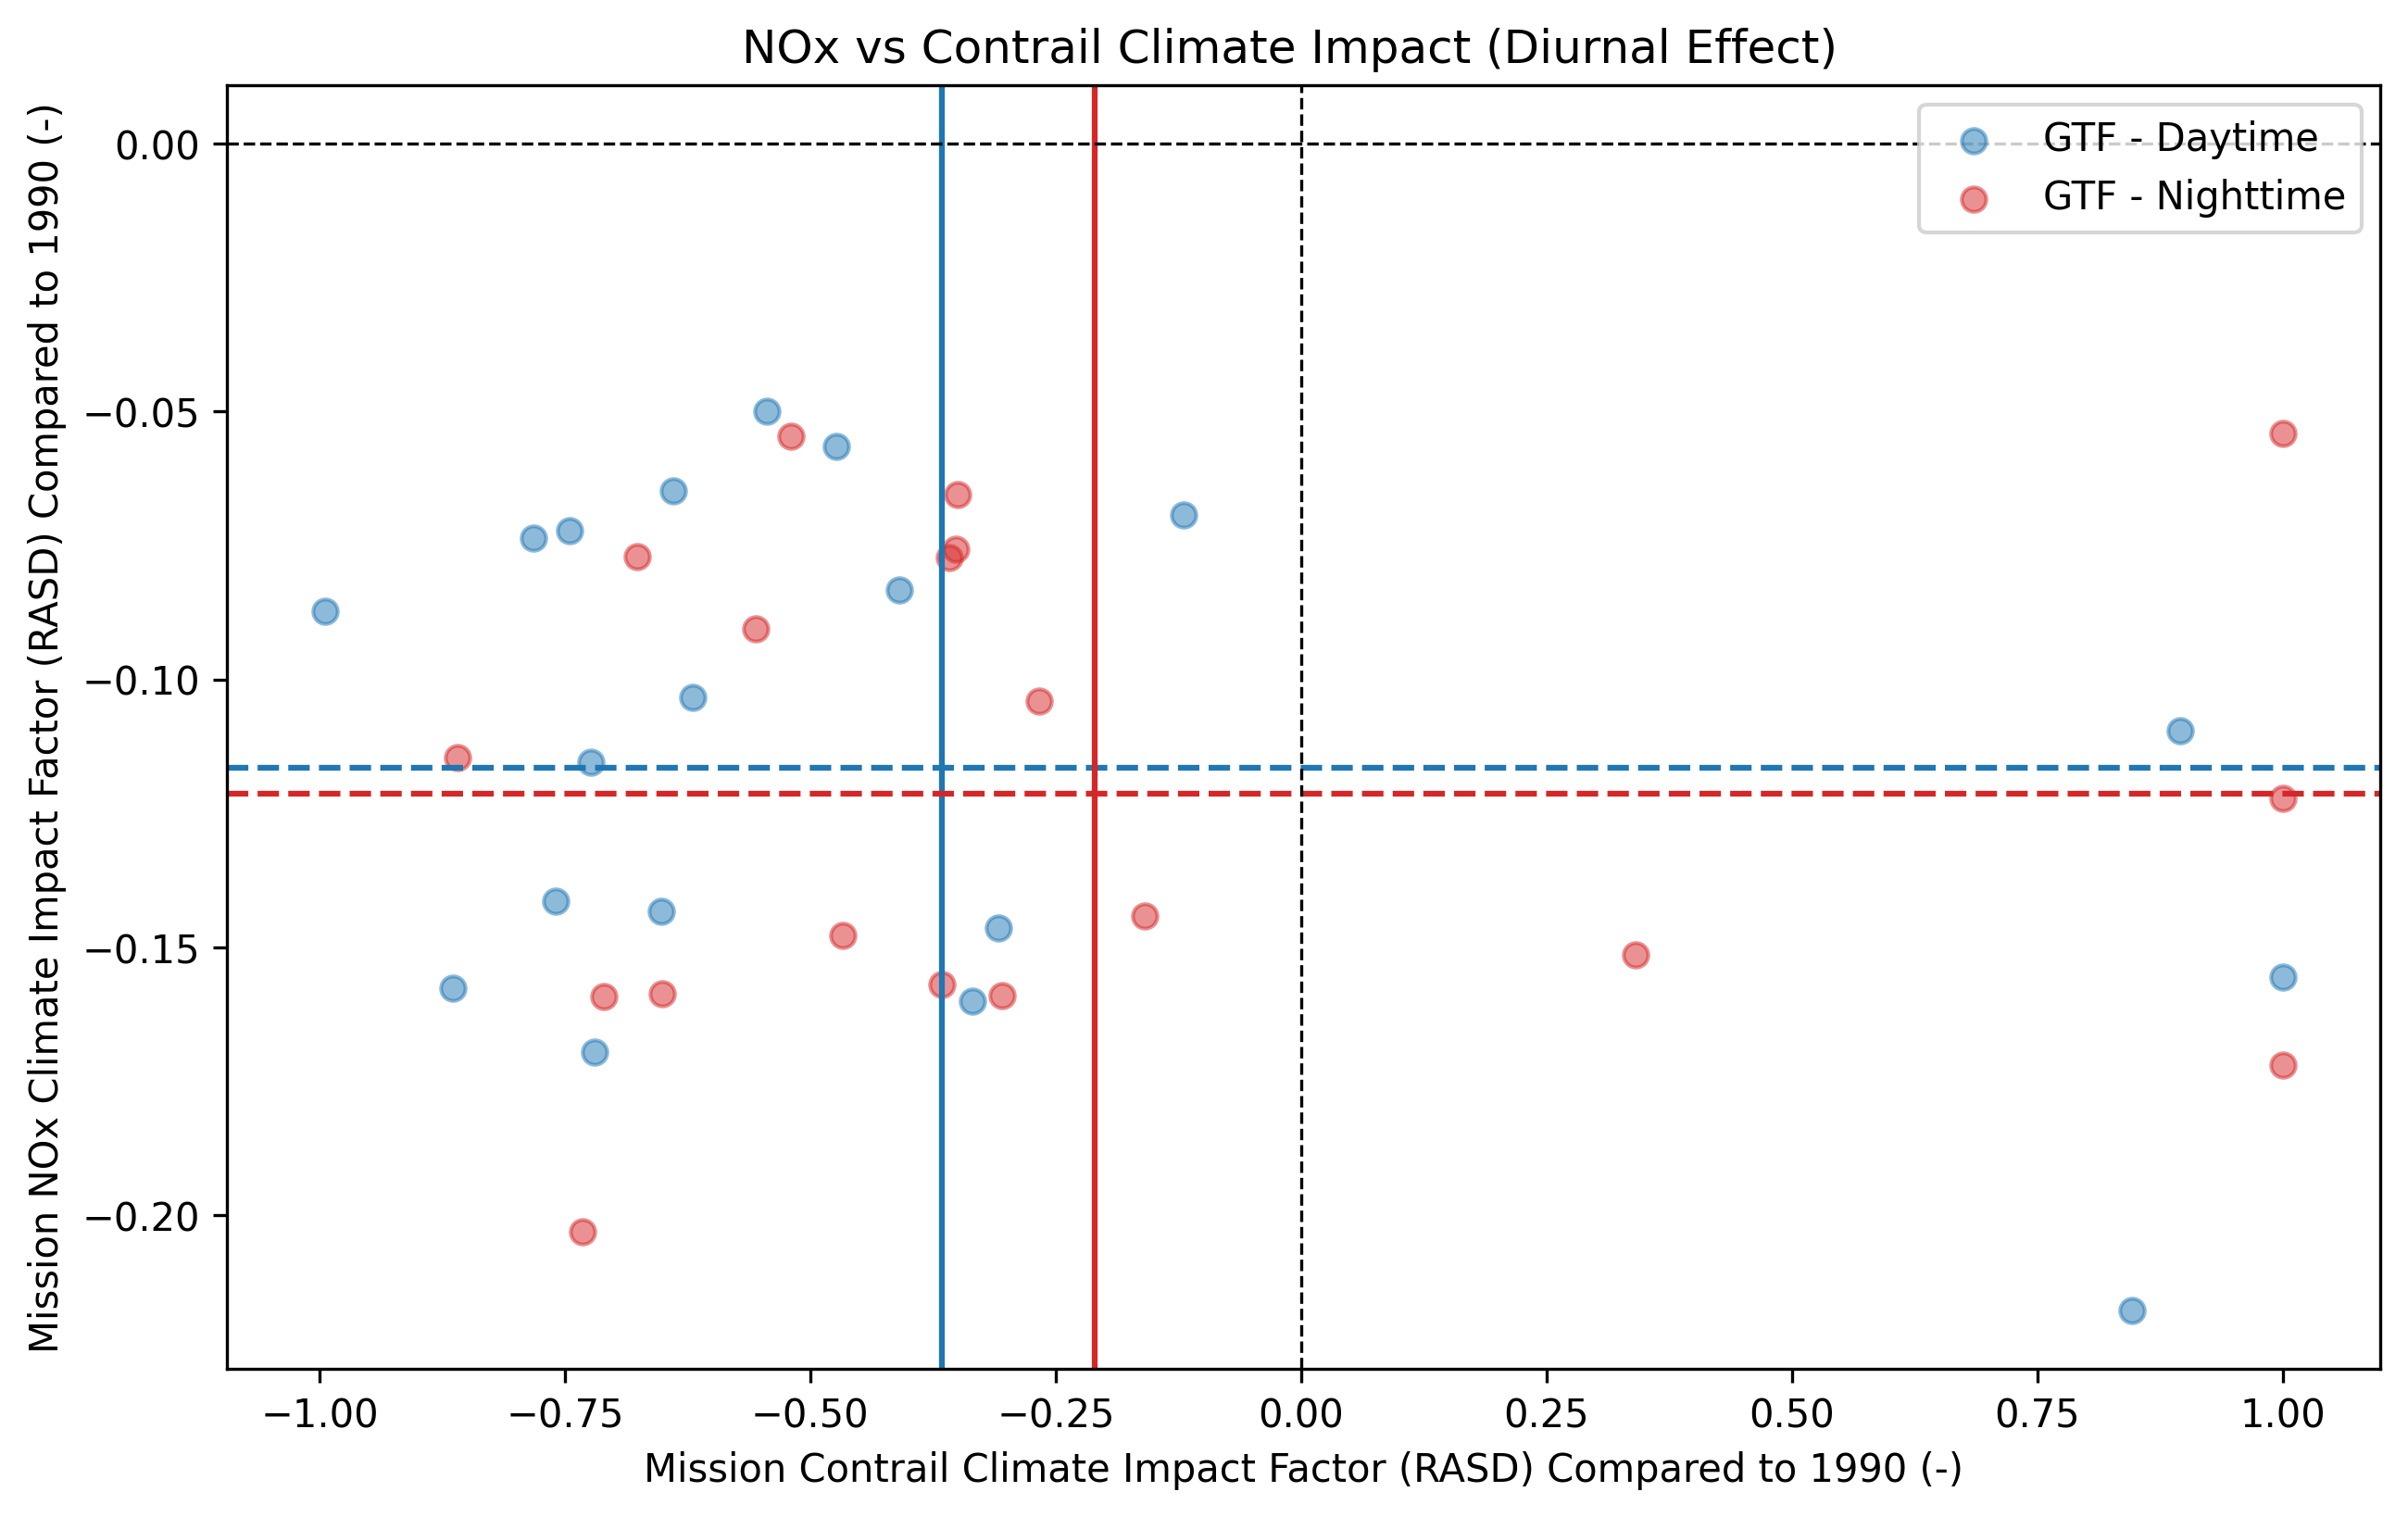 NOx vs Contrail Climate Impact (Diurnal Effect)
GTF - Daytime
GTF - Nighttime
Mission NOx Climate Impact Factor (RASD) Compared to 1990 (-)
0.00
−0.05
−0.10
−0.15
−0.20
−1.00
−0.75
−0.50
−0.25
0.00
0.25
0.50
0.75
1.00
Mission Contrail Climate Impact Factor (RASD) Compared to 1990 (-)